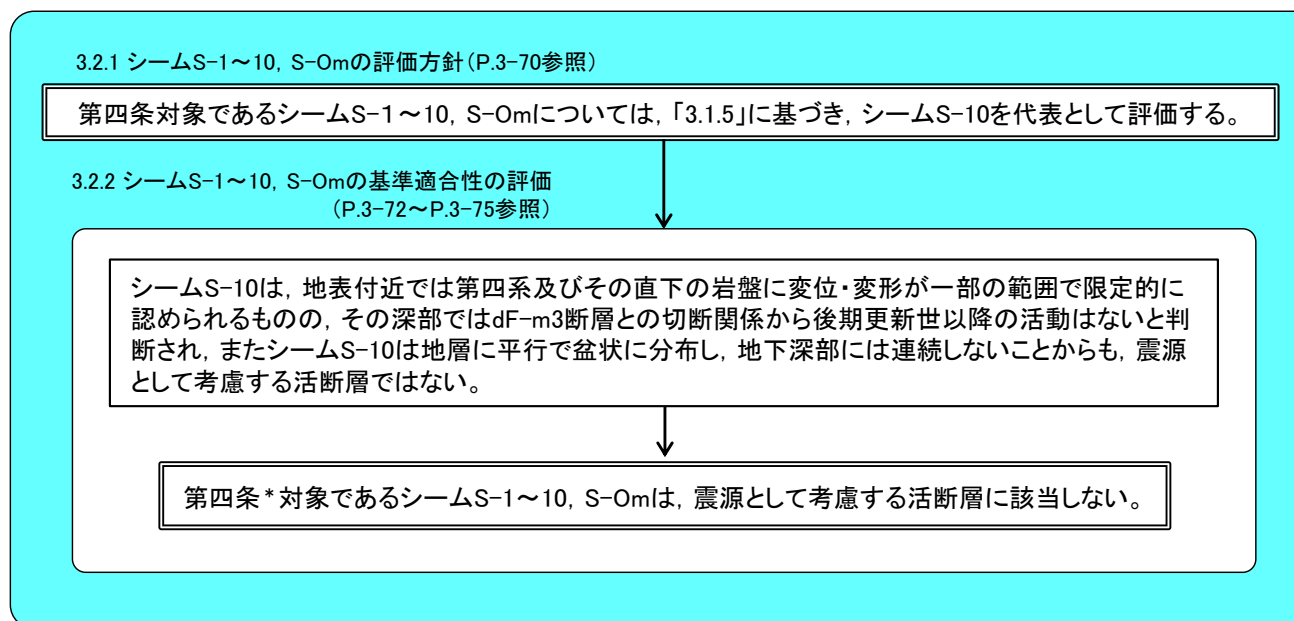 3.2.1 シームS-1～10, S-Omの評価方針(P.3-70参照)
第四条対象であるシームS-1～10, S-Omについては,「3.1.5」に基づき, シームS-10を代表として評価する。
3.2.2 シームS-1～10, S-Omの基準適合性の評価
(P.3-72～P.3-75参照)
シームS-10は, 地表付近では第四系及びその直下の岩盤に変位・変形が一部の範囲で限定的に
認められるものの, その深部ではdF-m3断層との切断関係から後期更新世以降の活動はないと判
断され, またシームS-10は地層に平行で盆状に分布し, 地下深部には連続しないことからも, 震源
として考慮する活断層ではない。
第四条*対象であるシームS-1～10, S-Omは, 震源として考慮する活断層に該当しない。